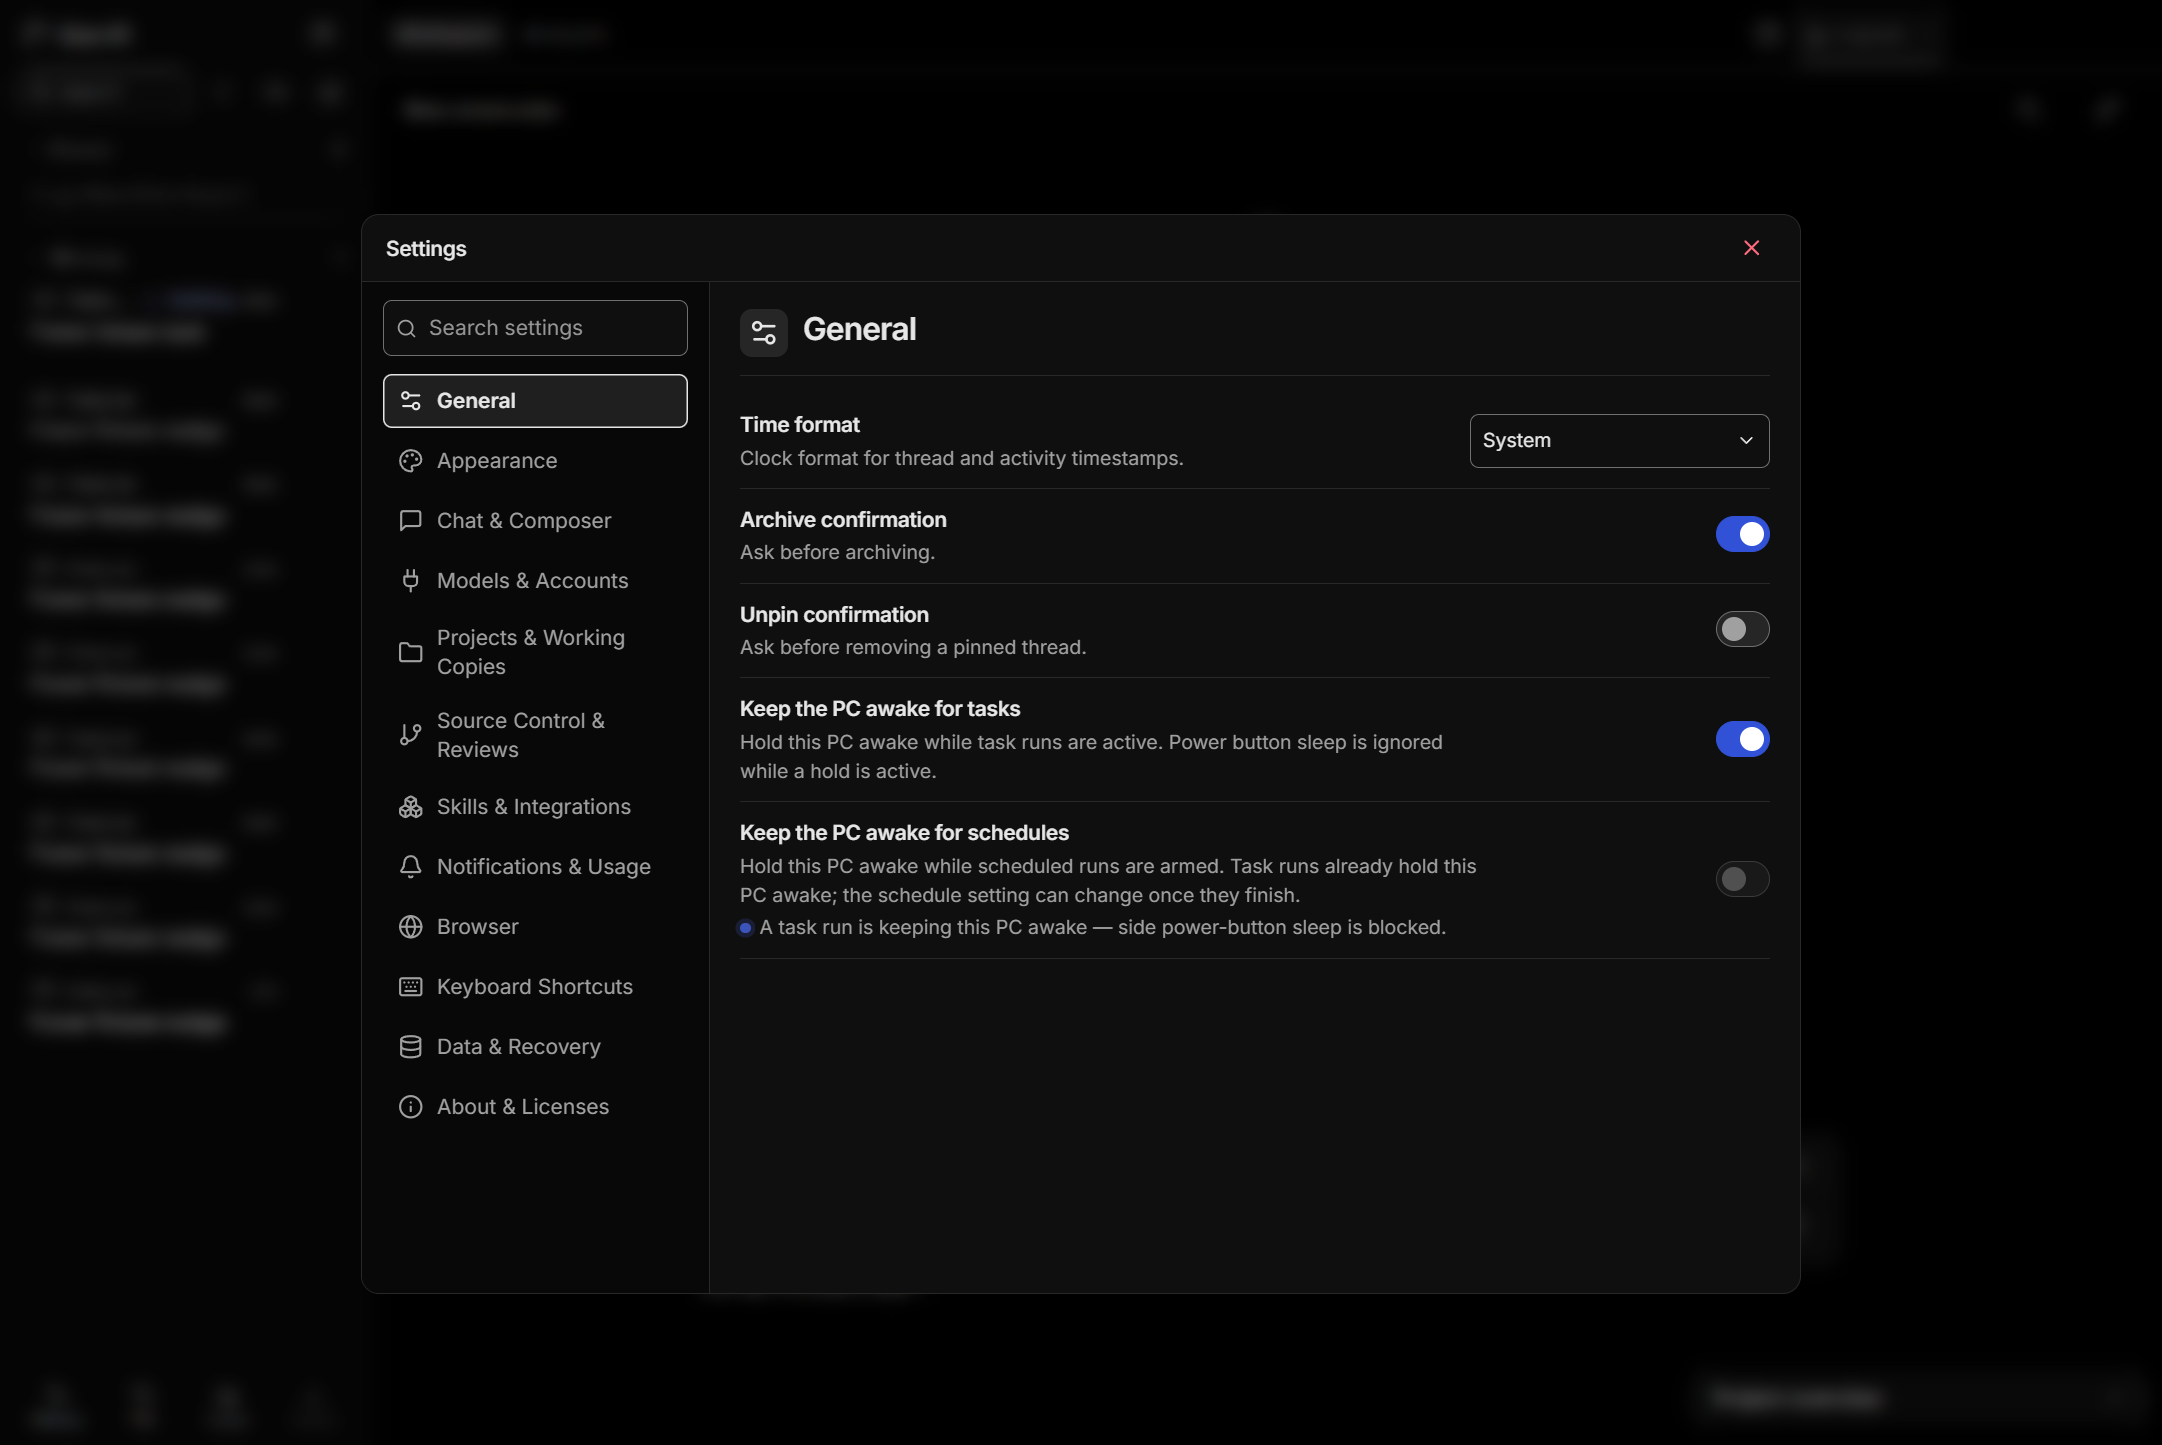 Settings
Search settings
General
Appearance
Chat & Composer
Models & Accounts
Projects & Working
Copies
Source Control &
Reviews
Skills & Integrations
Notifications & Usage
Browser
Keyboard Shortcuts
Data & Recovery
About & Licenses
General
Time format
Clock format for thread and activity timestamps.
System
Archive confirmation
Ask before archiving.
Unpin confirmation
Ask before removing a pinned thread.
Keep the PC awake for tasks
Hold this PC awake while task runs are active. Power button sleep is ignored
while a hold is active.
Keep the PC awake for schedules
Hold this PC awake while scheduled runs are armed. Task runs already hold this
PC awake; the schedule setting can change once they finish.
A task run is keeping this PC awake — side power-button sleep is blocked.